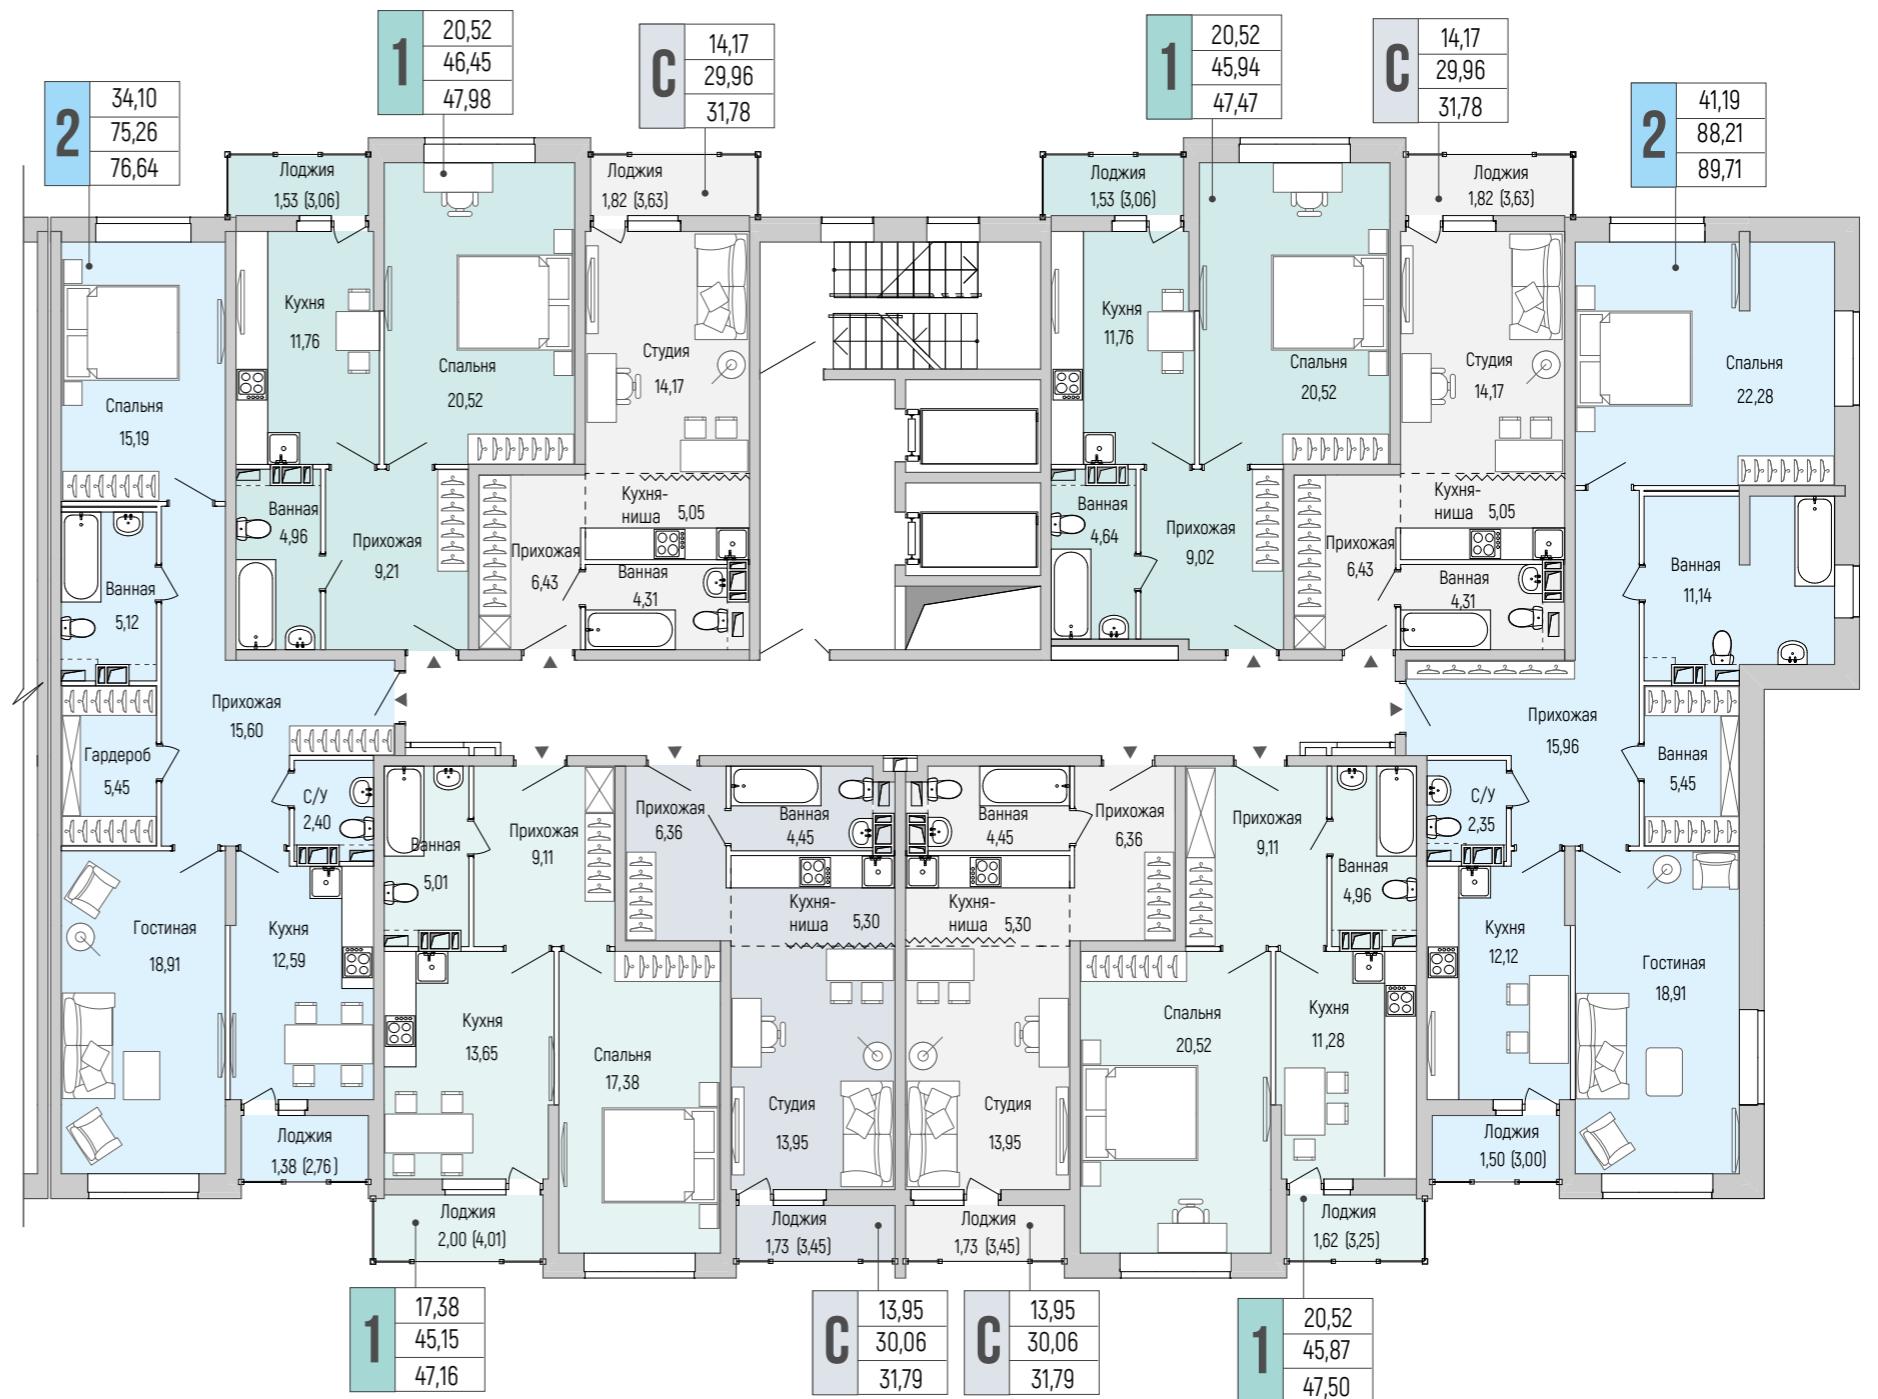 2
34,10
75,26
76,64
1
20,52
46,45
47,98
С
14,17
29,96
31,78
1
20,52
45,94
47,47
С
14,17
29,96
31,78
2
41,19
88,21
89,71
Лоджия
1,53 (3,06)
Лоджия
1,82 (3,63)
Лоджия
1,53 (3,06)
Лоджия
1,82 (3,63)
Спальня
15,19
Кухня
11,76
Спальня
20,52
Студия
14,17
Кухня
11,76
Спальня
20,52
Студия
14,17
Спальня
22,28
Ванная
4,96
Прихожая
9,21
Прихожая
6,43
Кухня-
ниша 5,05
Ванная
4,31
Ванная
4,64
Прихожая
9,02
Прихожая
6,43
Кухня-
ниша 5,05
Ванная
4,31
Ванная
11,14
Ванная
5,12
Прихожая
15,60
Гардероб
5,45
С/У
2,40
Прихожая
15,96
Ванная
5,45
С/У
2,35
Ванная
5,01
Прихожая
9,11
Прихожая
6,36
Ванная
4,45
Ванная
4,45
Прихожая
6,36
Прихожая
9,11
Ванная
4,96
Гостиная
18,91
Кухня
12,59
Кухня-
ниша 5,30
Кухня-
ниша 5,30
Кухня
12,12
Гостиная
18,91
Кухня
13,65
Спальня
17,38
Студия
13,95
Студия
13,95
Спальня
20,52
Кухня
11,28
Лоджия
1,38 (2,76)
Лоджия
2,00 (4,01)
Лоджия
1,73 (3,45)
Лоджия
1,73 (3,45)
Лоджия
1,62 (3,25)
Лоджия
1,50 (3,00)
1
17,38
45,15
47,16
С
13,95
30,06
31,79
С
13,95
30,06
31,79
1
20,52
45,87
47,50